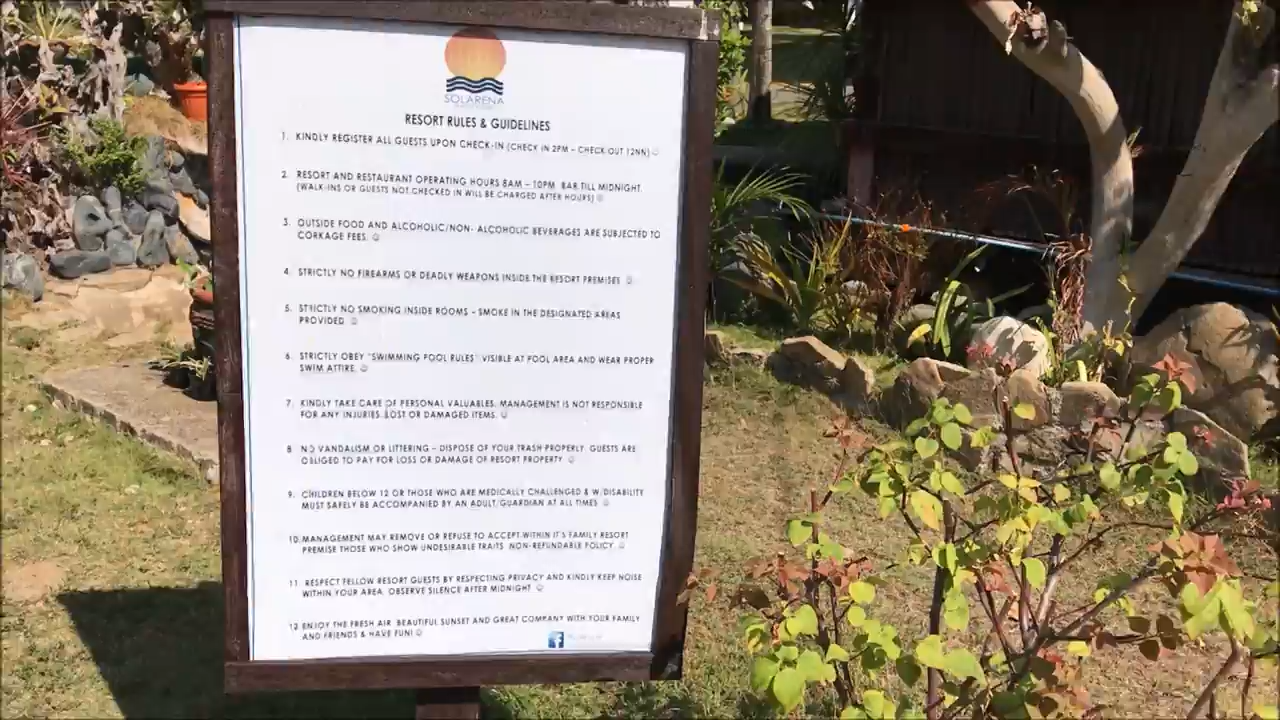 SOLARENA
RESORT RULES & GUIDELINES
1. KINDLY REGISTER ALL GUESTS UPON CHECK-IN (CHECK IN 2PM – CHECK OUT 12NN) ☺
2. RESORT AND RESTAURANT OPERATING HOURS 8AM – 10PM BAR TILL MIDNIGHT.
(WALK-INS OR GUESTS NOT CHECKED IN WILL BE CHARGED AFTER HOURS) ☺
3. OUTSIDE FOOD AND ALCOHOLIC/NON- ALCOHOLIC BEVERAGES ARE SUBJECTED TO
CORKAGE FEES. ☺
4. STRICTLY NO FIREARMS OR DEADLY WEAPONS INSIDE THE RESORT PREMISES ☺
5. STRICTLY NO SMOKING INSIDE ROOMS – SMOKE IN THE DESIGNATED AREAS
PROVIDED. ☺
6. STRICTLY OBEY "SWIMMING POOL RULES" VISIBLE AT POOL AREA AND WEAR PROPER
SWIM ATTIRE. ☺
7. KINDLY TAKE CARE OF PERSONAL VALUABLES. MANAGEMENT IS NOT RESPONSIBLE
FOR ANY INJURIES, LOST OR DAMAGED ITEMS. ☺
8. NO VANDALISM OR LITTERING – DISPOSE OF YOUR TRASH PROPERLY. GUESTS ARE
OBLIGED TO PAY FOR LOSS OR DAMAGE OF RESORT PROPERTY ☺
9. CHILDREN BELOW 12 OR THOSE WHO ARE MEDICALLY CHALLENGED & W/DISABILITY
MUST SAFELY BE ACCOMPANIED BY AN ADULT/GUARDIAN AT ALL TIMES ☺
10. MANAGEMENT MAY REMOVE OR REFUSE TO ACCEPT WITHIN IT'S FAMILY RESORT
PREMISE THOSE WHO SHOW UNDESIRABLE TRAITS. NON-REFUNDABLE POLICY ☺
11. RESPECT FELLOW RESORT GUESTS BY RESPECTING PRIVACY AND KINDLY KEEP NOISE
WITHIN YOUR AREA. OBSERVE SILENCE AFTER MIDNIGHT ☺
12. ENJOY THE FRESH AIR, BEAUTIFUL SUNSET AND GREAT COMPANY WITH YOUR FAMILY
AND FRIENDS & HAVE FUN! ☺
f